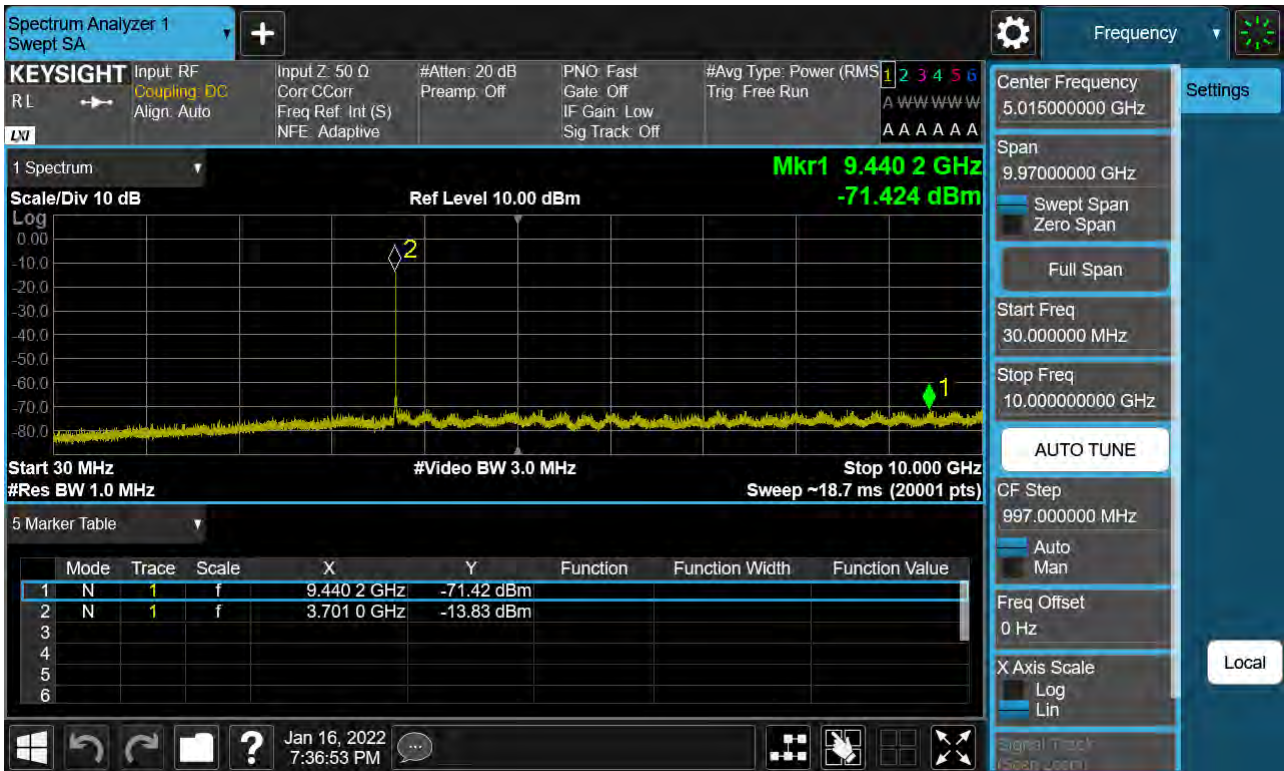 Spectrum Analyzer 1
Swept SA
+
Frequency
KEYSIGHT
RL
LXI
Input: RF
Coupling: DC
Align: Auto
Input Z: 50 Ω
Corr CCorr
Freq Ref: Int (S)
NFE: Adaptive
#Atten: 20 dB
Preamp: Off
PNO: Fast
Gate: Off
IF Gain: Low
Sig Track: Off
#Avg Type: Power (RMS
Trig: Free Run
1 2 3 4 5 6
A W W W W W
A A A A A A
1 Spectrum
Mkr1 9.440 2 GHz
Scale/Div 10 dB
Ref Level 10.00 dBm
-71.424 dBm
Log
0.00
-10.0
-20.0
-30.0
-40.0
-50.0
-60.0
-70.0
-80.0
2
1
Start 30 MHz
#Video BW 3.0 MHz
Stop 10.000 GHz
#Res BW 1.0 MHz
Sweep ~18.7 ms (20001 pts)
5 Marker Table
Mode Trace Scale X Y Function Function Width Function Value
1 N 1 f 9.440 2 GHz -71.42 dBm
2 N 1 f 3.701 0 GHz -13.83 dBm
3
4
5
6
?
Jan 16, 2022
7:36:53 PM
Center Frequency
5.015000000 GHz
Settings
Span
9.97000000 GHz
Swept Span
Zero Span
Full Span
Start Freq
30.000000 MHz
Stop Freq
10.000000000 GHz
AUTO TUNE
CF Step
997.000000 MHz
Auto
Man
Freq Offset
0 Hz
X Axis Scale
Log
Lin
Local
Signal Track
(Span Zoom)